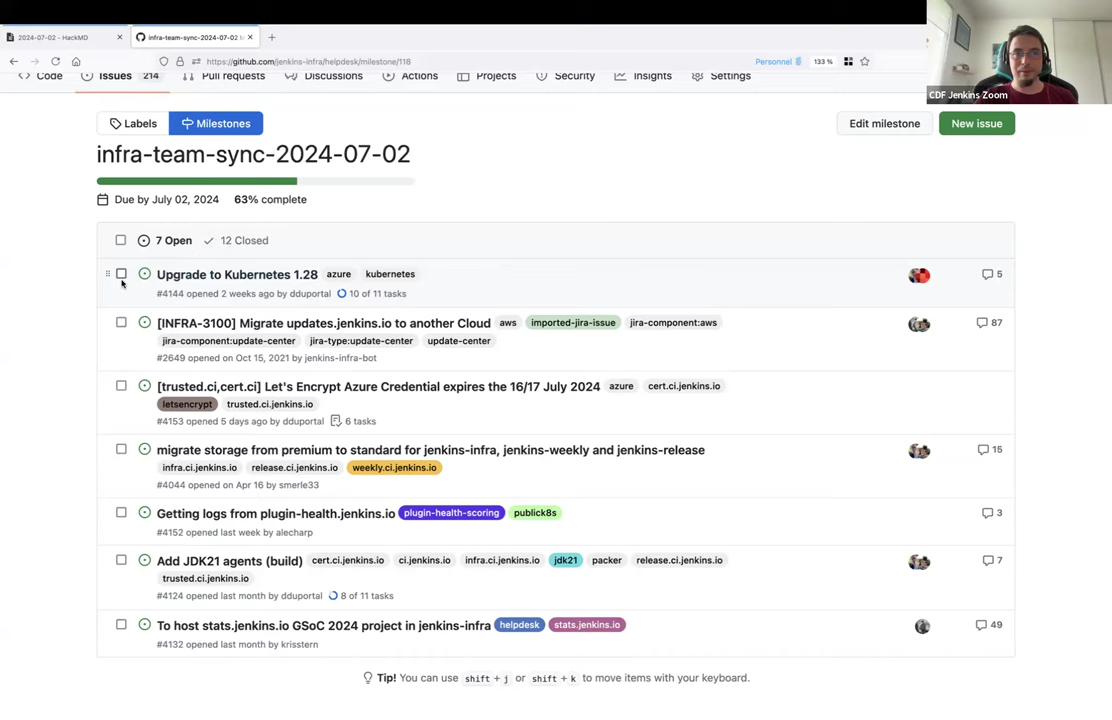 2024-07-02 - HackMD
infra-team-sync-2024-07-02
https://github.com/jenkins-infra/helpdesk/milestone/118
Personnel
133 %
CDF Jenkins Zoom
Code
Issues 214
Pull requests
Discussions
Actions
Projects
Security
Insights
Settings
Labels
Milestones
Edit milestone
New issue
infra-team-sync-2024-07-02
Due by July 02, 2024 63% complete
7 Open 12 Closed
Upgrade to Kubernetes 1.28 azure kubernetes
5
#4144 opened 2 weeks ago by dduportal 10 of 11 tasks
[INFRA-3100] Migrate updates.jenkins.io to another Cloud aws imported-jira-issue jira-component:aws
87
jira-component:update-center jira-type:update-center update-center
#2649 opened on Oct 15, 2021 by jenkins-infra-bot
[trusted.ci,cert.ci] Let's Encrypt Azure Credential expires the 16/17 July 2024 azure cert.ci.jenkins.io
letsencrypt trusted.ci.jenkins.io
#4153 opened 5 days ago by dduportal 6 tasks
migrate storage from premium to standard for jenkins-infra, jenkins-weekly and jenkins-release
15
infra.ci.jenkins.io release.ci.jenkins.io weekly.ci.jenkins.io
#4044 opened on Apr 16 by smerle33
Getting logs from plugin-health.jenkins.io plugin-health-scoring publick8s
3
#4152 opened last week by alecharp
Add JDK21 agents (build) cert.ci.jenkins.io ci.jenkins.io infra.ci.jenkins.io jdk21 packer release.ci.jenkins.io
7
trusted.ci.jenkins.io
#4124 opened last month by dduportal 8 of 11 tasks
To host stats.jenkins.io GSoC 2024 project in jenkins-infra helpdesk stats.jenkins.io
49
#4132 opened last month by krisstern
Tip! You can use shift + j or shift + k to move items with your keyboard.